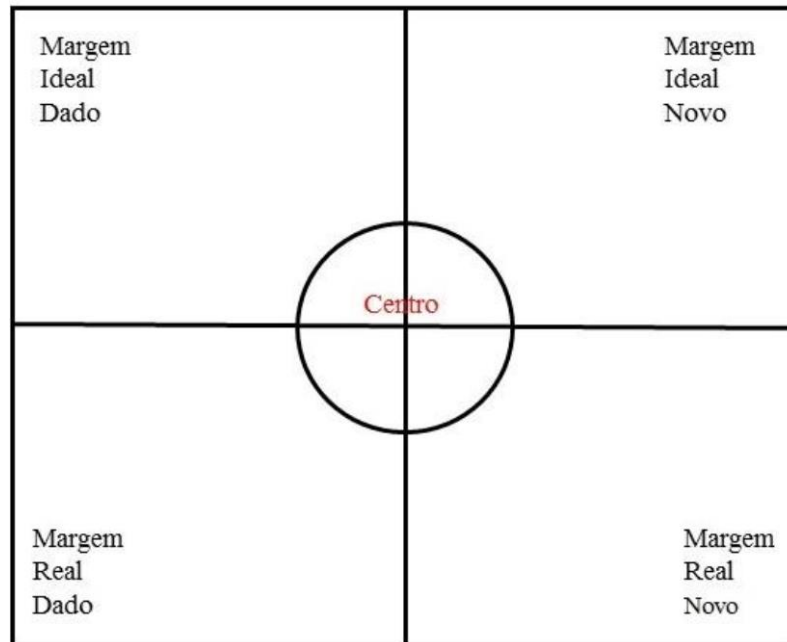 Margem
Ideal
Dado
Margem
Ideal
Novo
Centro
Margem
Real
Dado
Margem
Real
Novo